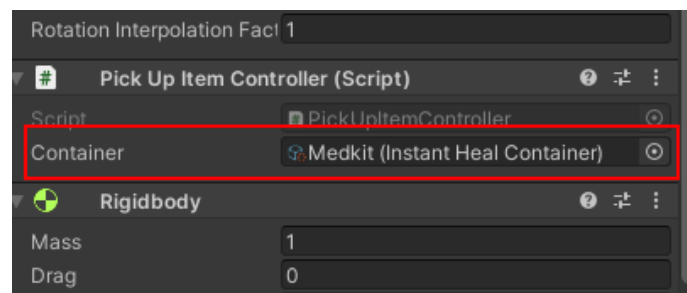 Rotation Interpolation Fact 1
# Pick Up Item Controller (Script)
Script PickUpItemController
Container Medkit (Instant Heal Container)
Rigidbody
Mass 1
Drag 0